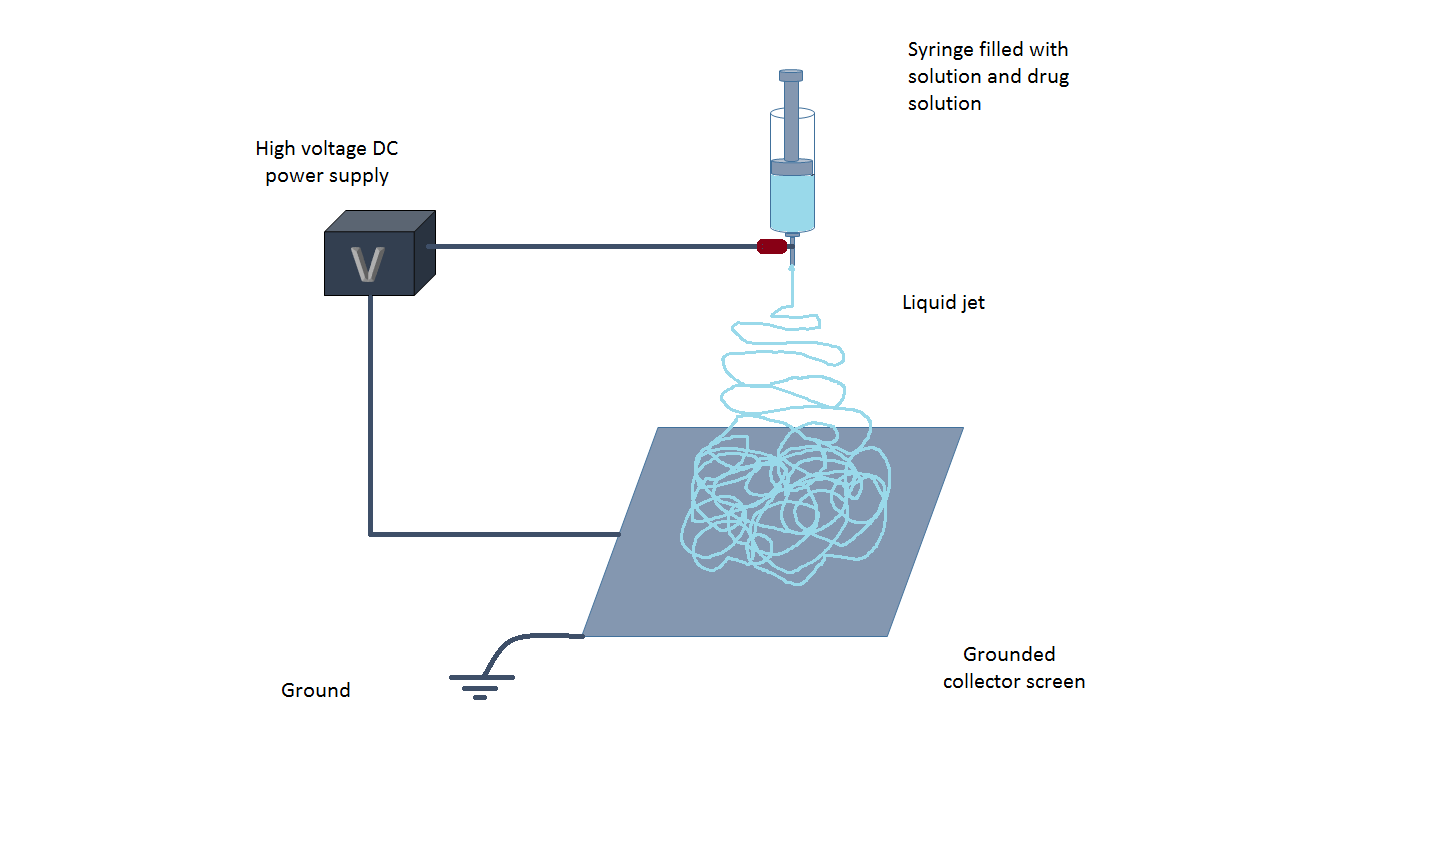 Syringe filled with
solution and drug
solution
High voltage DC
power supply
V
Liquid jet
Grounded
collector screen
Ground